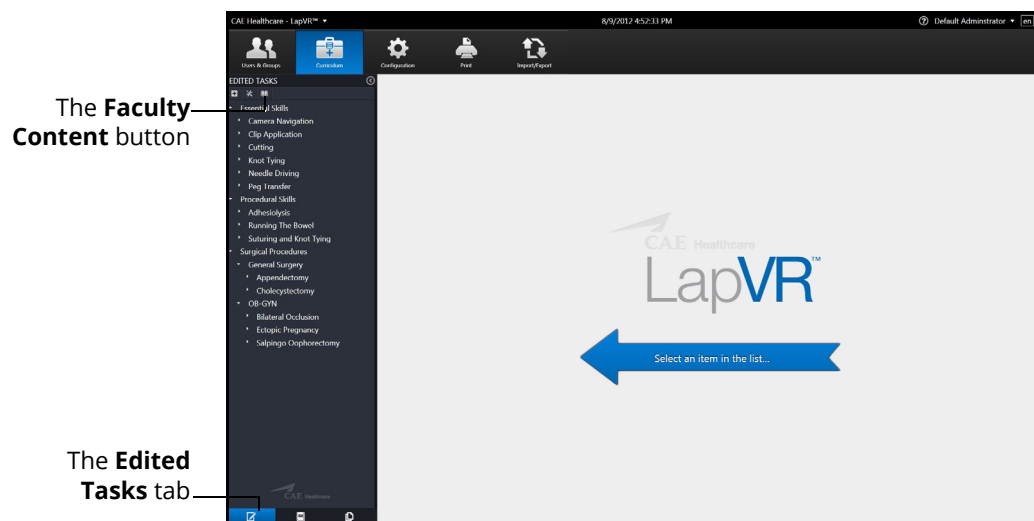 CAE Healthcare - LapVR™
8/9/2012 4:52:33 PM
Default Adminstrator
en
Users & Groups
Curriculum
Configuration
Print
Import/Export
EDITED TASKS
The Faculty
Content button
Essential Skills
Camera Navigation
Clip Application
Cutting
Knot Tying
Needle Driving
Peg Transfer
Procedural Skills
Adhesiolysis
Running The Bowel
Suturing and Knot Tying
Surgical Procedures
General Surgery
Appendectomy
Cholecystectomy
OB-GYN
Bilateral Occlusion
Ectopic Pregnancy
Salpingo Oophorectomy
CAE Healthcare
LapVR™
Select an item in the list...
The Edited
Tasks tab
CAE Healthcare